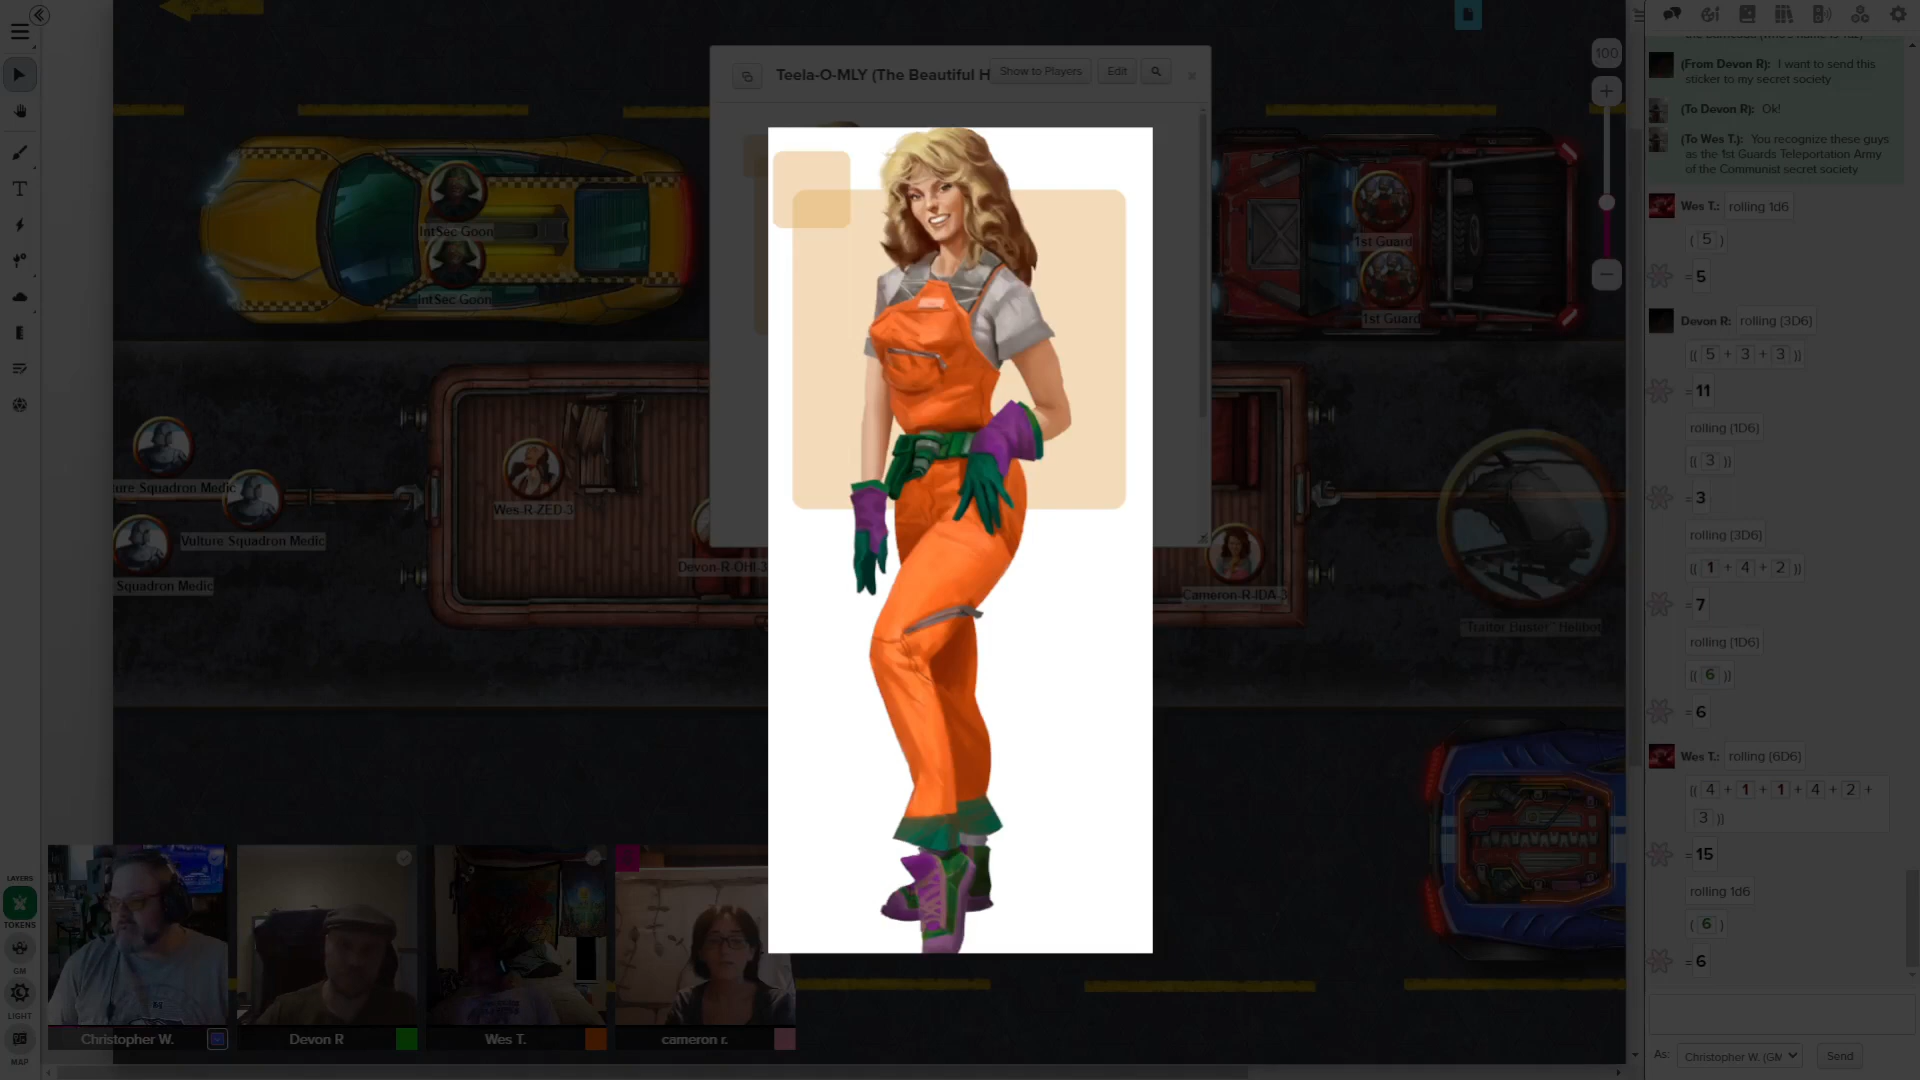 Teela-O-MLY (The Beautiful H
Show to Players
Edit
100
IntSec Goon
IntSec Goon
1st Guard
1st Guard
ure Squadron Medic
Vulture Squadron Medic
Squadron Medic
Wes-R-ZED-3
Devon-R-OHI-3
Cameron-R-IDA-3
"Traitor Buster" Helibot
LAYERS
TOKENS
GM
LIGHT
MAP
Christopher W.
Devon R
Wes T.
cameron r.
(From Devon R): I want to send this
sticker to my secret society
(To Devon R): Ok!
(To Wes T.): You recognize these guys
as the 1st Guards Teleportation Army
of the Communist secret society
Wes T.: rolling 1d6
( 5 )
= 5
Devon R: rolling {3D6}
{( 5 + 3 + 3 )}
= 11
rolling {1D6}
{( 3 )}
= 3
rolling {3D6}
{( 1 + 4 + 2 )}
= 7
rolling {1D6}
{( 6 )}
= 6
Wes T.: rolling {6D6}
{( 4 + 1 + 1 + 4 + 2 +
3 )}
= 15
rolling 1d6
( 6 )
= 6
As: Christopher W. (GM
Send